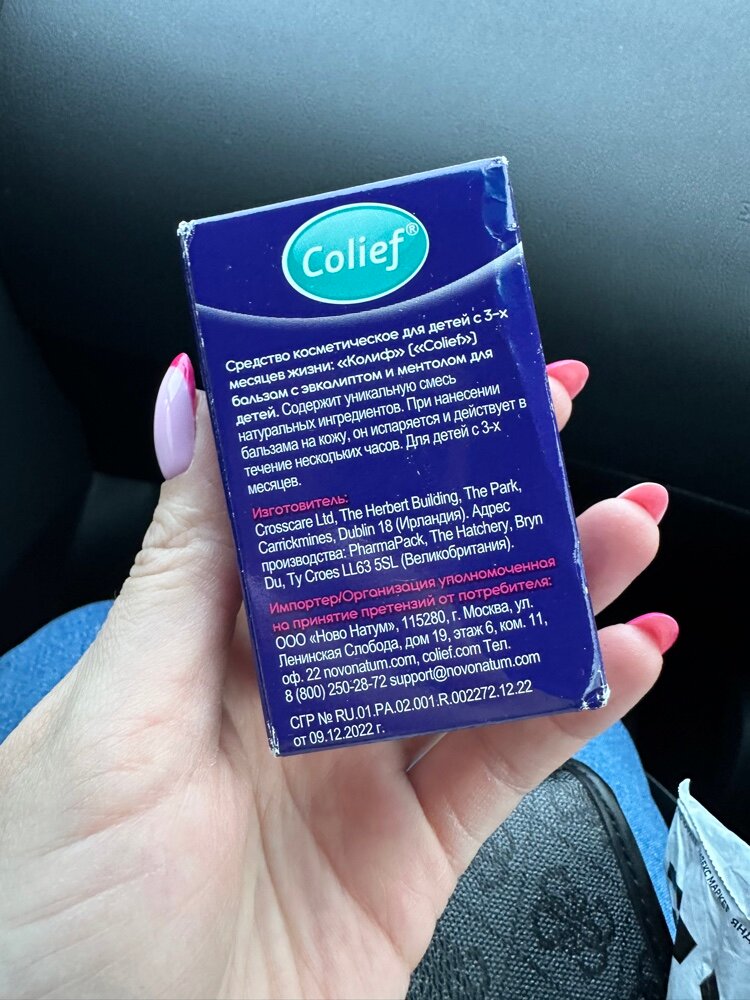 Colief®
Средство косметическое для детей с 3-х
месяцев жизни: «Колиф» («Colief»)
бальзам с эвкалиптом и ментолом для
детей. Содержит уникальную смесь
натуральных ингредиентов. При нанесении
бальзама на кожу, он испаряется и действует в
течение нескольких часов. Для детей с 3-х
месяцев.
Изготовитель:
Crosscare Ltd, The Herbert Building, The Park,
Carrickmines, Dublin 18 (Ирландия). Адрес
производства: PharmaPack, The Hatchery, Bryn
Du, Ty Croes LL63 5SL (Великобритания).
Импортер/Организация уполномоченная
на принятие претензий от потребителя:
ООО «Ново Натум», 115280, г. Москва, ул.
Ленинская Слобода, дом 19, этаж 6, ком. 11,
оф. 22 novonatum.com, colief.com Тел.
8 (800) 250-28-72 support@novonatum.com
СГР № RU.01.РА.02.001.R.002272.12.22
от 09.12.2022 г.
МАРКЕТ